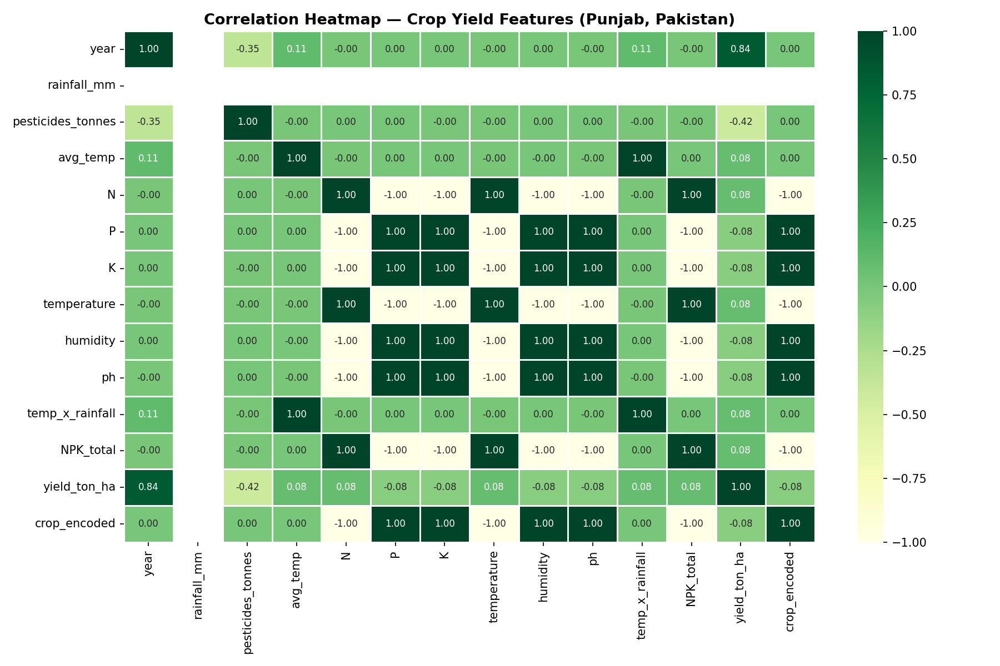 Correlation Heatmap — Crop Yield Features (Punjab, Pakistan)
year 1.00 -0.35 0.11 -0.00 0.00 0.00 -0.00 0.00 -0.00 0.11 -0.00 0.84 0.00
rainfall_mm
pesticides_tonnes -0.35 1.00 -0.00 0.00 0.00 -0.00 -0.00 0.00 0.00 -0.00 -0.00 -0.42 0.00
avg_temp 0.11 -0.00 1.00 -0.00 0.00 0.00 -0.00 -0.00 -0.00 1.00 0.00 0.08 0.00
N -0.00 0.00 -0.00 1.00 -1.00 -1.00 1.00 -1.00 -1.00 -0.00 1.00 0.08 -1.00
P 0.00 0.00 0.00 -1.00 1.00 1.00 -1.00 1.00 1.00 0.00 -1.00 -0.08 1.00
K 0.00 -0.00 0.00 -1.00 1.00 1.00 -1.00 1.00 1.00 0.00 -1.00 -0.08 1.00
temperature -0.00 -0.00 -0.00 1.00 -1.00 -1.00 1.00 -1.00 -1.00 -0.00 1.00 0.08 -1.00
humidity 0.00 0.00 -0.00 -1.00 1.00 1.00 -1.00 1.00 1.00 0.00 -1.00 -0.08 1.00
ph -0.00 0.00 -0.00 -1.00 1.00 1.00 -1.00 1.00 1.00 -0.00 -1.00 -0.08 1.00
temp_x_rainfall 0.11 -0.00 1.00 -0.00 0.00 0.00 -0.00 0.00 -0.00 1.00 0.00 0.08 0.00
NPK_total -0.00 -0.00 0.00 1.00 -1.00 -1.00 1.00 -1.00 -1.00 0.00 1.00 0.08 -1.00
yield_ton_ha 0.84 -0.42 0.08 0.08 -0.08 -0.08 0.08 -0.08 -0.08 0.08 0.08 1.00 -0.08
crop_encoded 0.00 0.00 0.00 -1.00 1.00 1.00 -1.00 1.00 1.00 0.00 -1.00 -0.08 1.00
year
rainfall_mm
pesticides_tonnes
avg_temp
N
P
K
temperature
humidity
ph
temp_x_rainfall
NPK_total
yield_ton_ha
crop_encoded
1.00
0.75
0.50
0.25
0.00
−0.25
−0.50
−0.75
−1.00